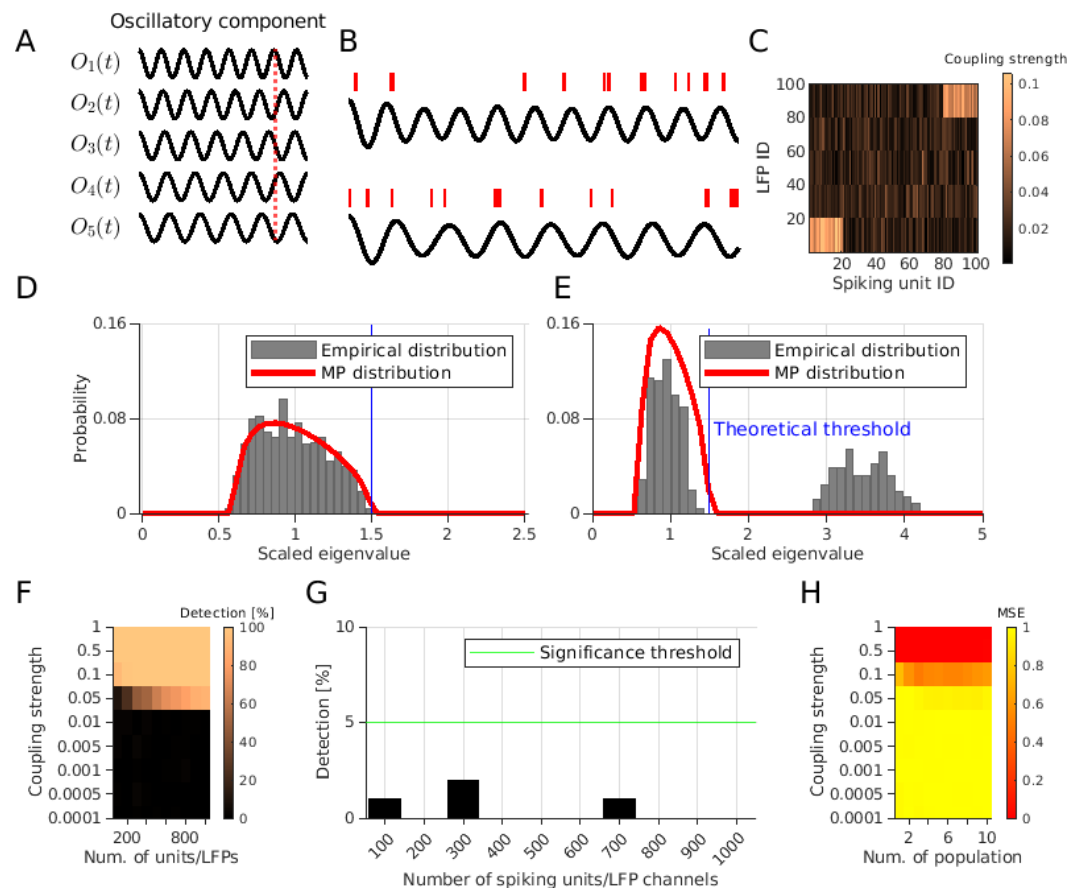 A
Oscillatory component
O1(t)
O2(t)
O3(t)
O4(t)
O5(t)
B
C
Coupling strength
LFP ID
100
80
60
40
20
20 40 60 80 100
Spiking unit ID
0.1
0.08
0.06
0.04
0.02
D
Probability
0.16
0.08
0
Empirical distribution
MP distribution
0 0.5 1 1.5 2 2.5
Scaled eigenvalue
E
0.16
0.08
0
Empirical distribution
MP distribution
Theoretical threshold
0 1 2 3 4 5
Scaled eigenvalue
F
Detection [%]
Coupling strength
1
0.5
0.1
0.05
0.01
0.005
0.001
0.0005
0.0001
200 800
Num. of units/LFPs
100
80
60
40
20
0
G
Detection [%]
10
5
0
Significance threshold
100 200 300 400 500 600 700 800 900 1000
Number of spiking units/LFP channels
H
MSE
Coupling strength
1
0.5
0.1
0.05
0.01
0.005
0.001
0.0005
0.0001
2 6 10
Num. of population
1
0.8
0.6
0.4
0.2
0